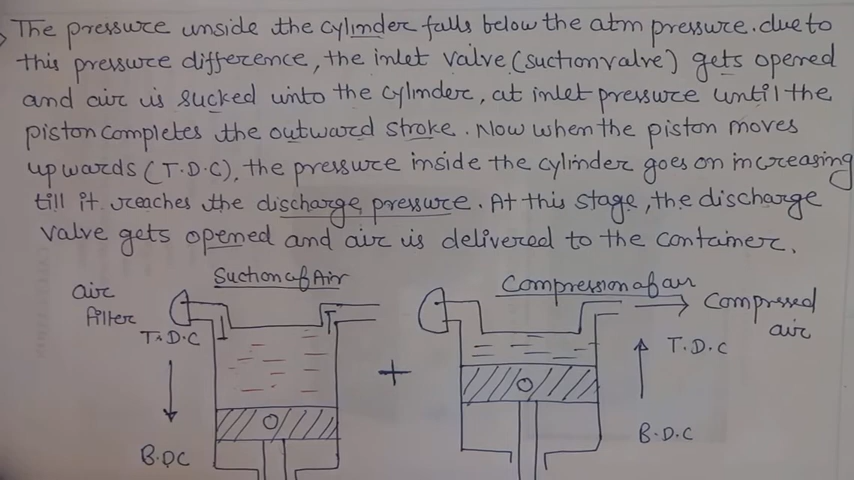 The pressure inside the cylinder falls below the atm pressure. due to
this pressure difference, the inlet valve (suction valve) gets opened
and air is sucked into the cylinder, at inlet pressure until the
piston completes the outward stroke. Now when the piston moves
upwards (T.D.C), the pressure inside the cylinder goes on increasing
till it reaches the discharge pressure. At this stage, the discharge
valve gets opened and air is delivered to the container.
Suction of Air
air
filter
T.D.C
B.DC
+
Compression of air
Compressed
air
T.D.C
B.D.C